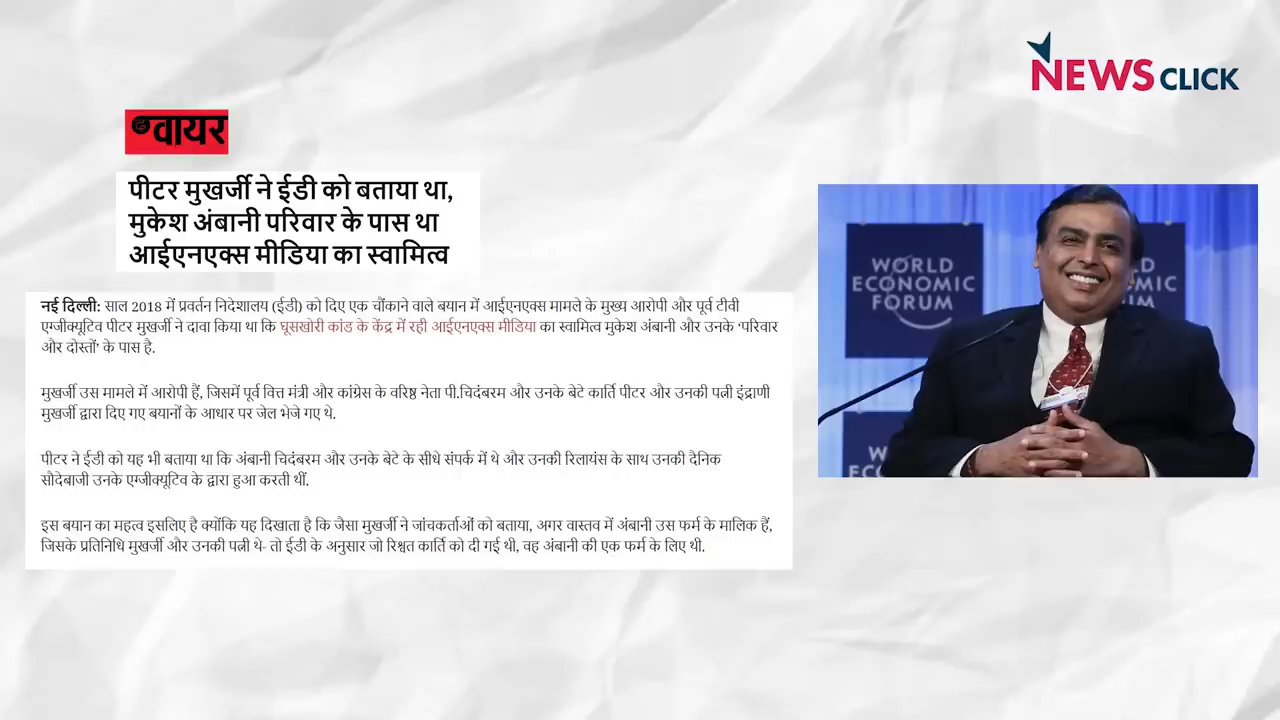 NEWS CLICK
द वायर
पीटर मुखर्जी ने ईडी को बताया था,
मुकेश अंबानी परिवार के पास था
आईएनएक्स मीडिया का स्वामित्व
नई दिल्ली: साल 2018 में प्रवर्तन निदेशालय (ईडी) को दिए एक चौंकाने वाले बयान में आईएनएक्स मामले के मुख्य आरोपी और पूर्व टीवी
एग्जीक्यूटिव पीटर मुखर्जी ने दावा किया था कि घूसखोरी कांड के केंद्र में रही आईएनएक्स मीडिया का स्वामित्व मुकेश अंबानी और उनके ‘परिवार
और दोस्तों’ के पास है.
मुखर्जी उस मामले में आरोपी हैं, जिसमें पूर्व वित्त मंत्री और कांग्रेस के वरिष्ठ नेता पी.चिदंबरम और उनके बेटे कार्ति पीटर और उनकी पत्नी इंद्राणी
मुखर्जी द्वारा दिए गए बयानों के आधार पर जेल भेजे गए थे.
पीटर ने ईडी को यह भी बताया था कि अंबानी चिदंबरम और उनके बेटे के सीधे संपर्क में थे और उनकी रिलायंस के साथ उनकी दैनिक
सौदेबाजी उनके एग्जीक्यूटिव के द्वारा हुआ करती थीं.
इस बयान का महत्व इसलिए है क्योंकि यह दिखाता है कि जैसा मुखर्जी ने जांचकर्ताओं को बताया, अगर वास्तव में अंबानी उस फर्म के मालिक हैं,
जिसके प्रतिनिधि मुखर्जी और उनकी पत्नी थे- तो ईडी के अनुसार जो रिश्वत कार्ति को दी गई थी, वह अंबानी की एक फर्म के लिए थी.
WORLD
ECONOMIC
FORUM
MIC
M
W
EC